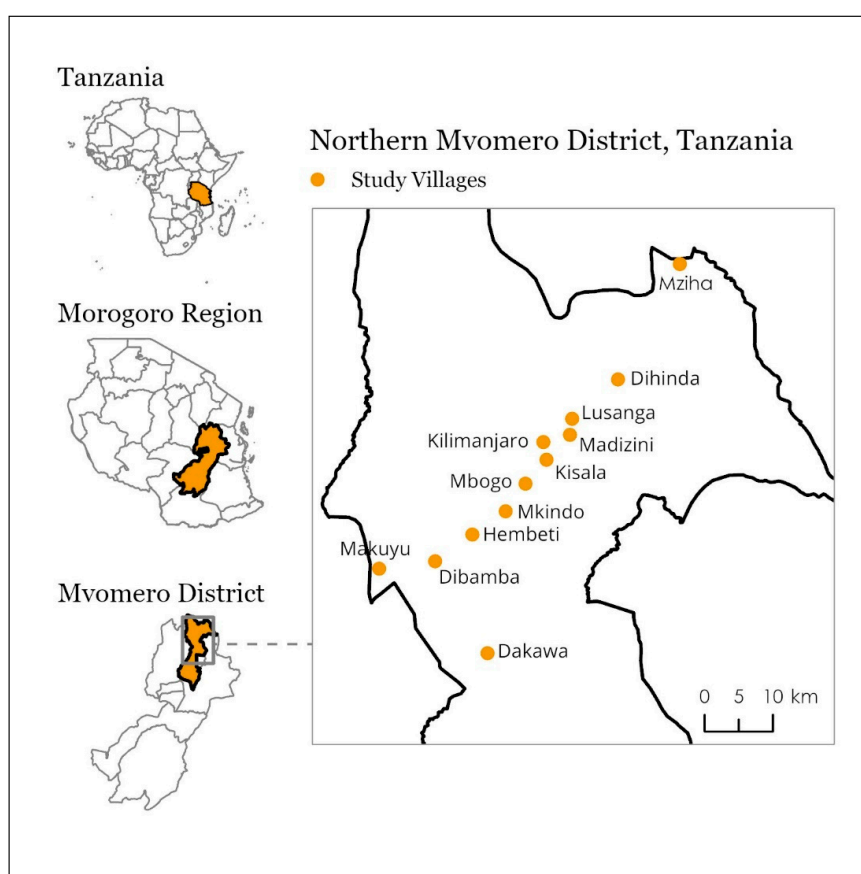 Tanzania
Morogoro Region
Mvomero District
Northern Mvomero District, Tanzania
Study Villages
Mziha
Dihinda
Lusanga
Madizini
Kilimanjaro
Kisala
Mbogo
Mkindo
Hembeti
Makuyu
Dibamba
Dakawa
0 5 10 km